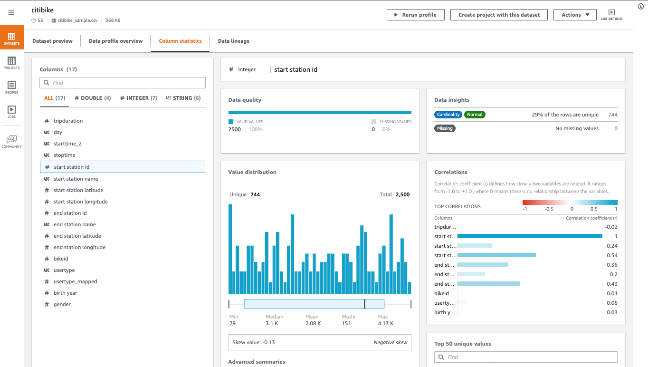 citibike
53 citibike_sample.csv 368 KB
Rerun profile
Create project with this dataset
Actions
JOB DETAILS
DATASETS
PROJECTS
RECIPES
JOBS
COMMUNITY
Dataset preview
Data profile overview
Column statistics
Data lineage
Columns (17)
Find
ALL (17)
# DOUBLE (4)
# INTEGER (7)
STRING (6)
# tripduration
day
starttime_2
stoptime
# start station id
start station name
# start station latitude
# start station longitude
# end station id
end station name
# end station latitude
# end station longitude
# bikeid
usertype
# usertype_mapped
# birth year
# gender
# Integer
start station id
Data quality
VALID VALUES
MISSING VALUES
2500 100%
0 0%
Data insights
Cardinality Normal 29% of the rows are unique 744
Missing No missing values 0
Value distribution
Unique 744
Total 2,500
Min
79
Median
3.1 K
Mean
2.08 K
Mode
151
Max
4.13 K
Skew value: -0.13
Negative skew
Advanced summaries
Correlations
Correlation coefficient (r) defines how closely two variables are related. It ranges
from -1.0 to +1.0, where 0 means there is no relationship between the variables.
TOP CORRELATIONS
-1 -0.5 0 0.5 1
Columns
Correlation coefficient (r)
tripdur... -0.02
start st... 1
start st... 0.24
start st... 0.54
end st... 0.36
end st... 0.2
end st... 0.43
bikeid 0.01
userty... 0.06
birth y... 0.03
Top 50 unique values
Find